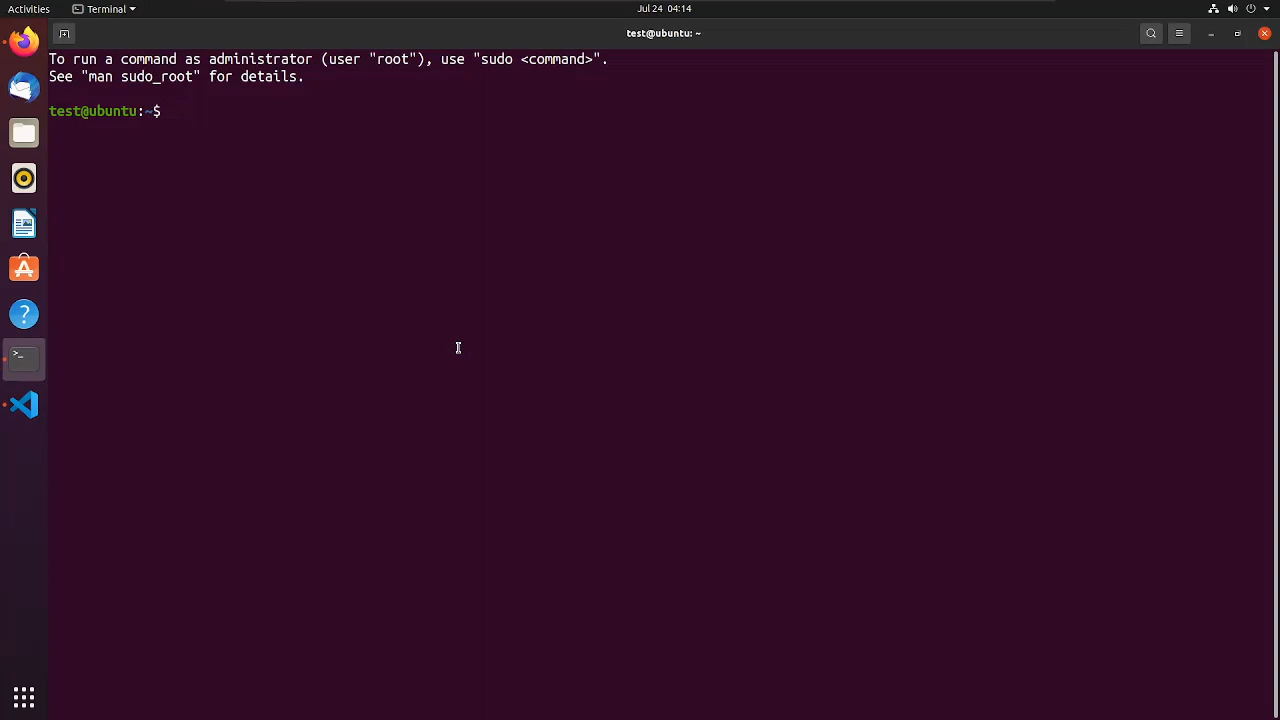 Activities
Terminal
Jul 24 04:14
test@ubuntu: ~
To run a command as administrator (user "root"), use "sudo <command>".
See "man sudo_root" for details.
test@ubuntu:~$